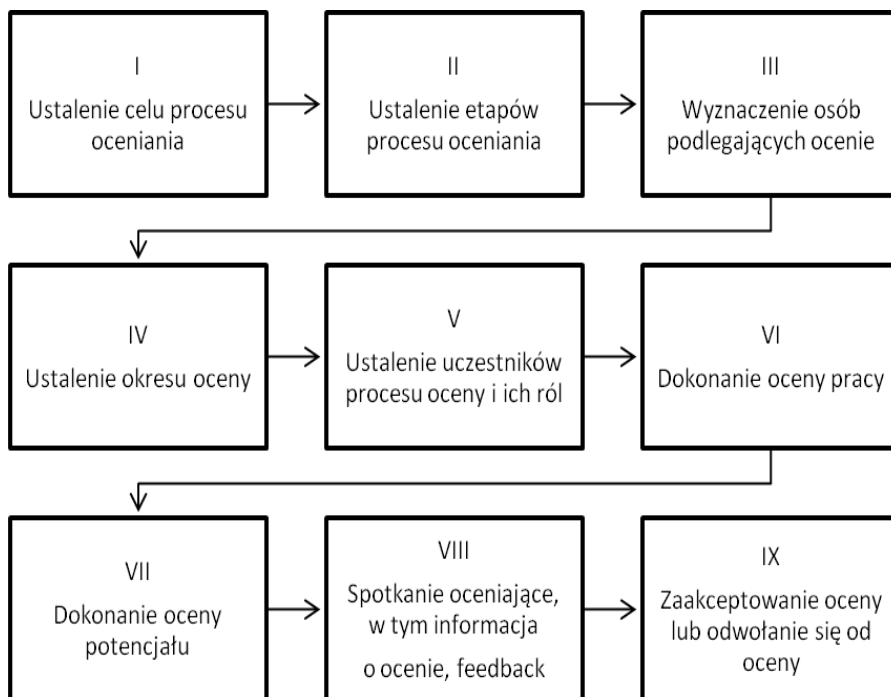 I
Ustalenie celu procesu
oceniania
II
Ustalenie etapów
procesu oceniania
III
Wyznaczenie osób
podlegających ocenie
IV
Ustalenie okresu oceny
V
Ustalenie uczestników
procesu oceny i ich ról
VI
Dokonanie oceny pracy
VII
Dokonanie oceny
potencjału
VIII
Spotkanie oceniające,
w tym informacja
o ocenie, feedback
IX
Zaakceptowanie oceny
lub odwołanie się od
oceny